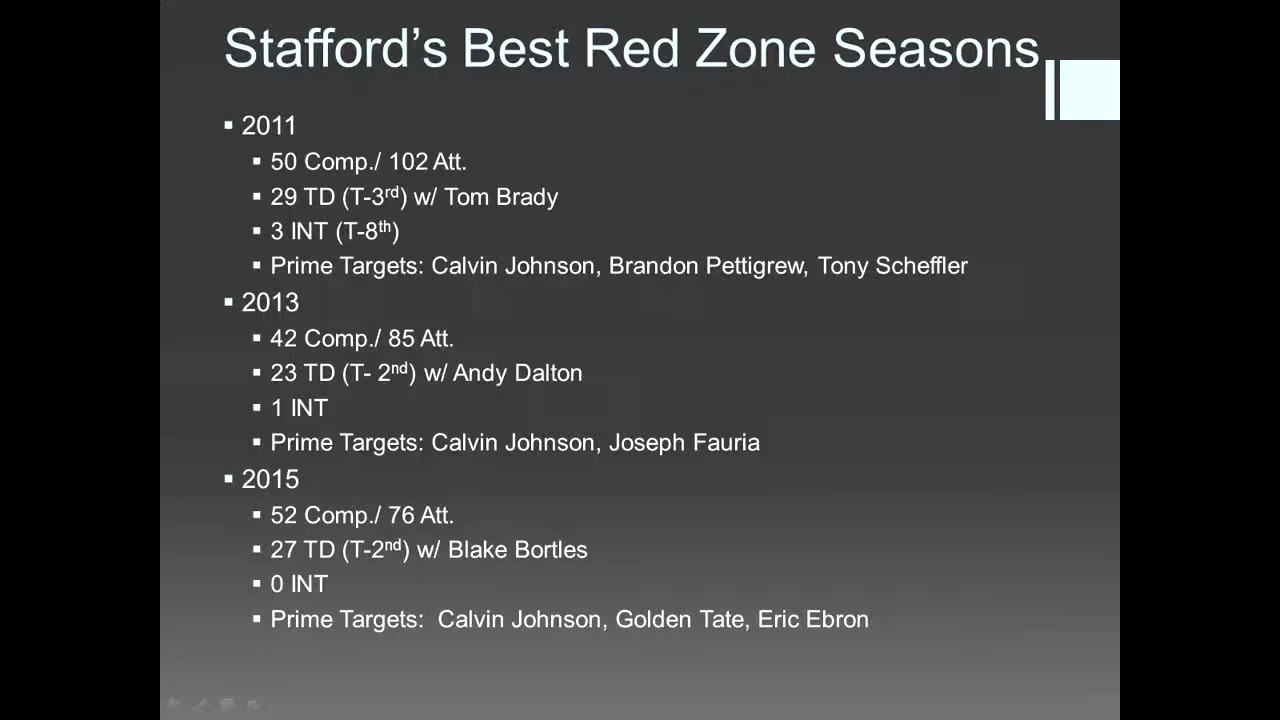 Stafford’s Best Red Zone Seasons
▪ 2011
▪ 50 Comp./ 102 Att.
▪ 29 TD (T-3rd) w/ Tom Brady
▪ 3 INT (T-8th)
▪ Prime Targets: Calvin Johnson, Brandon Pettigrew, Tony Scheffler
▪ 2013
▪ 42 Comp./ 85 Att.
▪ 23 TD (T- 2nd) w/ Andy Dalton
▪ 1 INT
▪ Prime Targets: Calvin Johnson, Joseph Fauria
▪ 2015
▪ 52 Comp./ 76 Att.
▪ 27 TD (T-2nd) w/ Blake Bortles
▪ 0 INT
▪ Prime Targets:  Calvin Johnson, Golden Tate, Eric Ebron